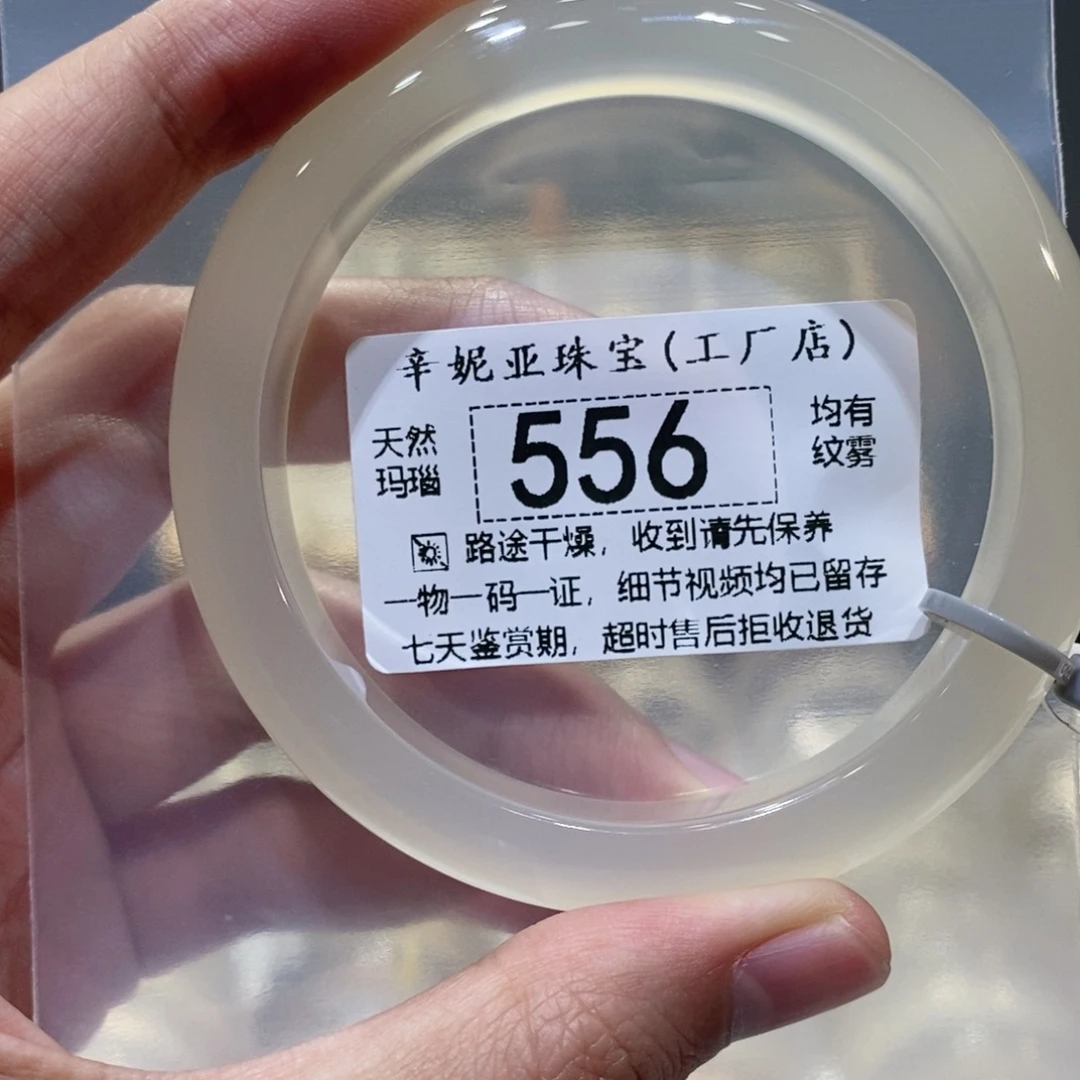 辛妮亚珠宝(工厂店)
天然
玛瑙
556
均有
纹雾
路途干燥，收到请先保养
一物一码一证，细节视频均已留存
七天鉴赏期，超时售后拒收退货